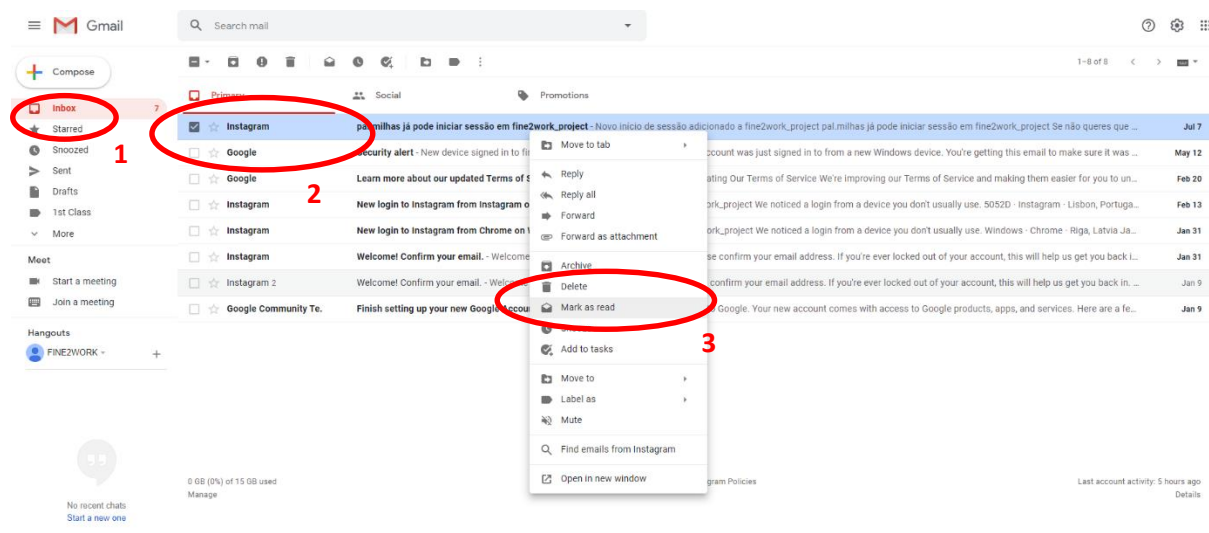 Gmail
Search mail
Compose
1–8 of 8
Primary
Social
Promotions
Inbox 7
Starred
Snoozed
Sent
Drafts
1st Class
More
1
2
3
Instagram pal.milhas já pode iniciar sessão em fine2work_project - Novo início de sessão adicionado a fine2work_project pal.milhas já pode iniciar sessão em fine2work_project Se não queres que ... Jul 7
Google Security alert - New device signed in to fi ccount was just signed in to from a new Windows device. You're getting this email to make sure it was ... May 12
Google Learn more about our updated Terms of S ating Our Terms of Service We're improving our Terms of Service and making them easier for you to un... Feb 20
Instagram New login to Instagram from Instagram o ork_project We noticed a login from a device you don't usually use. 5052D · Instagram · Lisbon, Portuga... Feb 13
Instagram New login to Instagram from Chrome on ork_project We noticed a login from a device you don't usually use. Windows · Chrome · Riga, Latvia Ja... Jan 31
Instagram Welcome! Confirm your email. - Welcome se confirm your email address. If you're ever locked out of your account, this will help us get you back i... Jan 31
Instagram 2 Welcome! Confirm your email. - confirm your email address. If you're ever locked out of your account, this will help us get you back in. ... Jan 9
Google Community Te. Finish setting up your new Google Accou Google. Your new account comes with access to Google products, apps, and services. Here are a fe... Jan 9
Move to tab
Reply
Reply all
Forward
Forward as attachment
Archive
Delete
Mark as read
Snooze
Add to tasks
Move to
Label as
Mute
Find emails from Instagram
Open in new window
Meet
Start a meeting
Join a meeting
Hangouts
FINE2WORK
No recent chats
Start a new one
0 GB (0%) of 15 GB used
Manage
gram Policies
Last account activity: 5 hours ago
Details